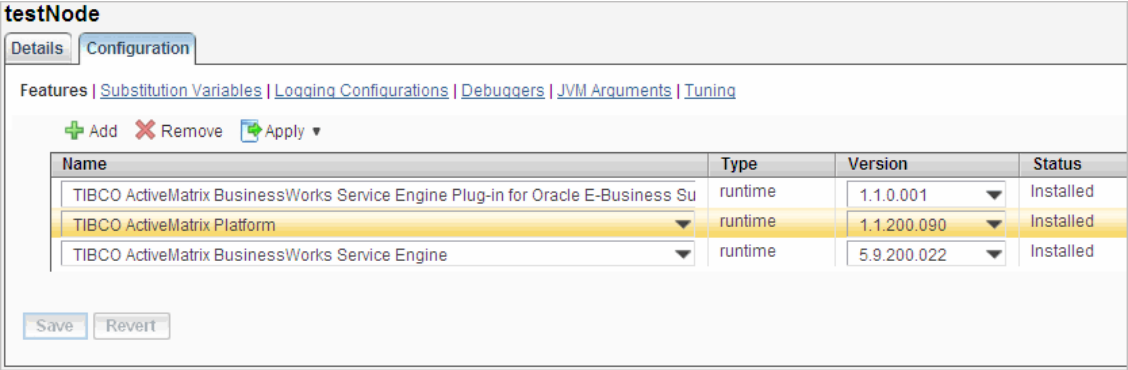 testNode
Details Configuration
Features | Substitution Variables | Logging Configurations | Debuggers | JVM Arguments | Tuning
Add Remove Apply
Name Type Version Status
TIBCO ActiveMatrix BusinessWorks Service Engine Plug-in for Oracle E-Business Su runtime 1.1.0.001 Installed
TIBCO ActiveMatrix Platform runtime 1.1.200.090 Installed
TIBCO ActiveMatrix BusinessWorks Service Engine runtime 5.9.200.022 Installed
Save Revert